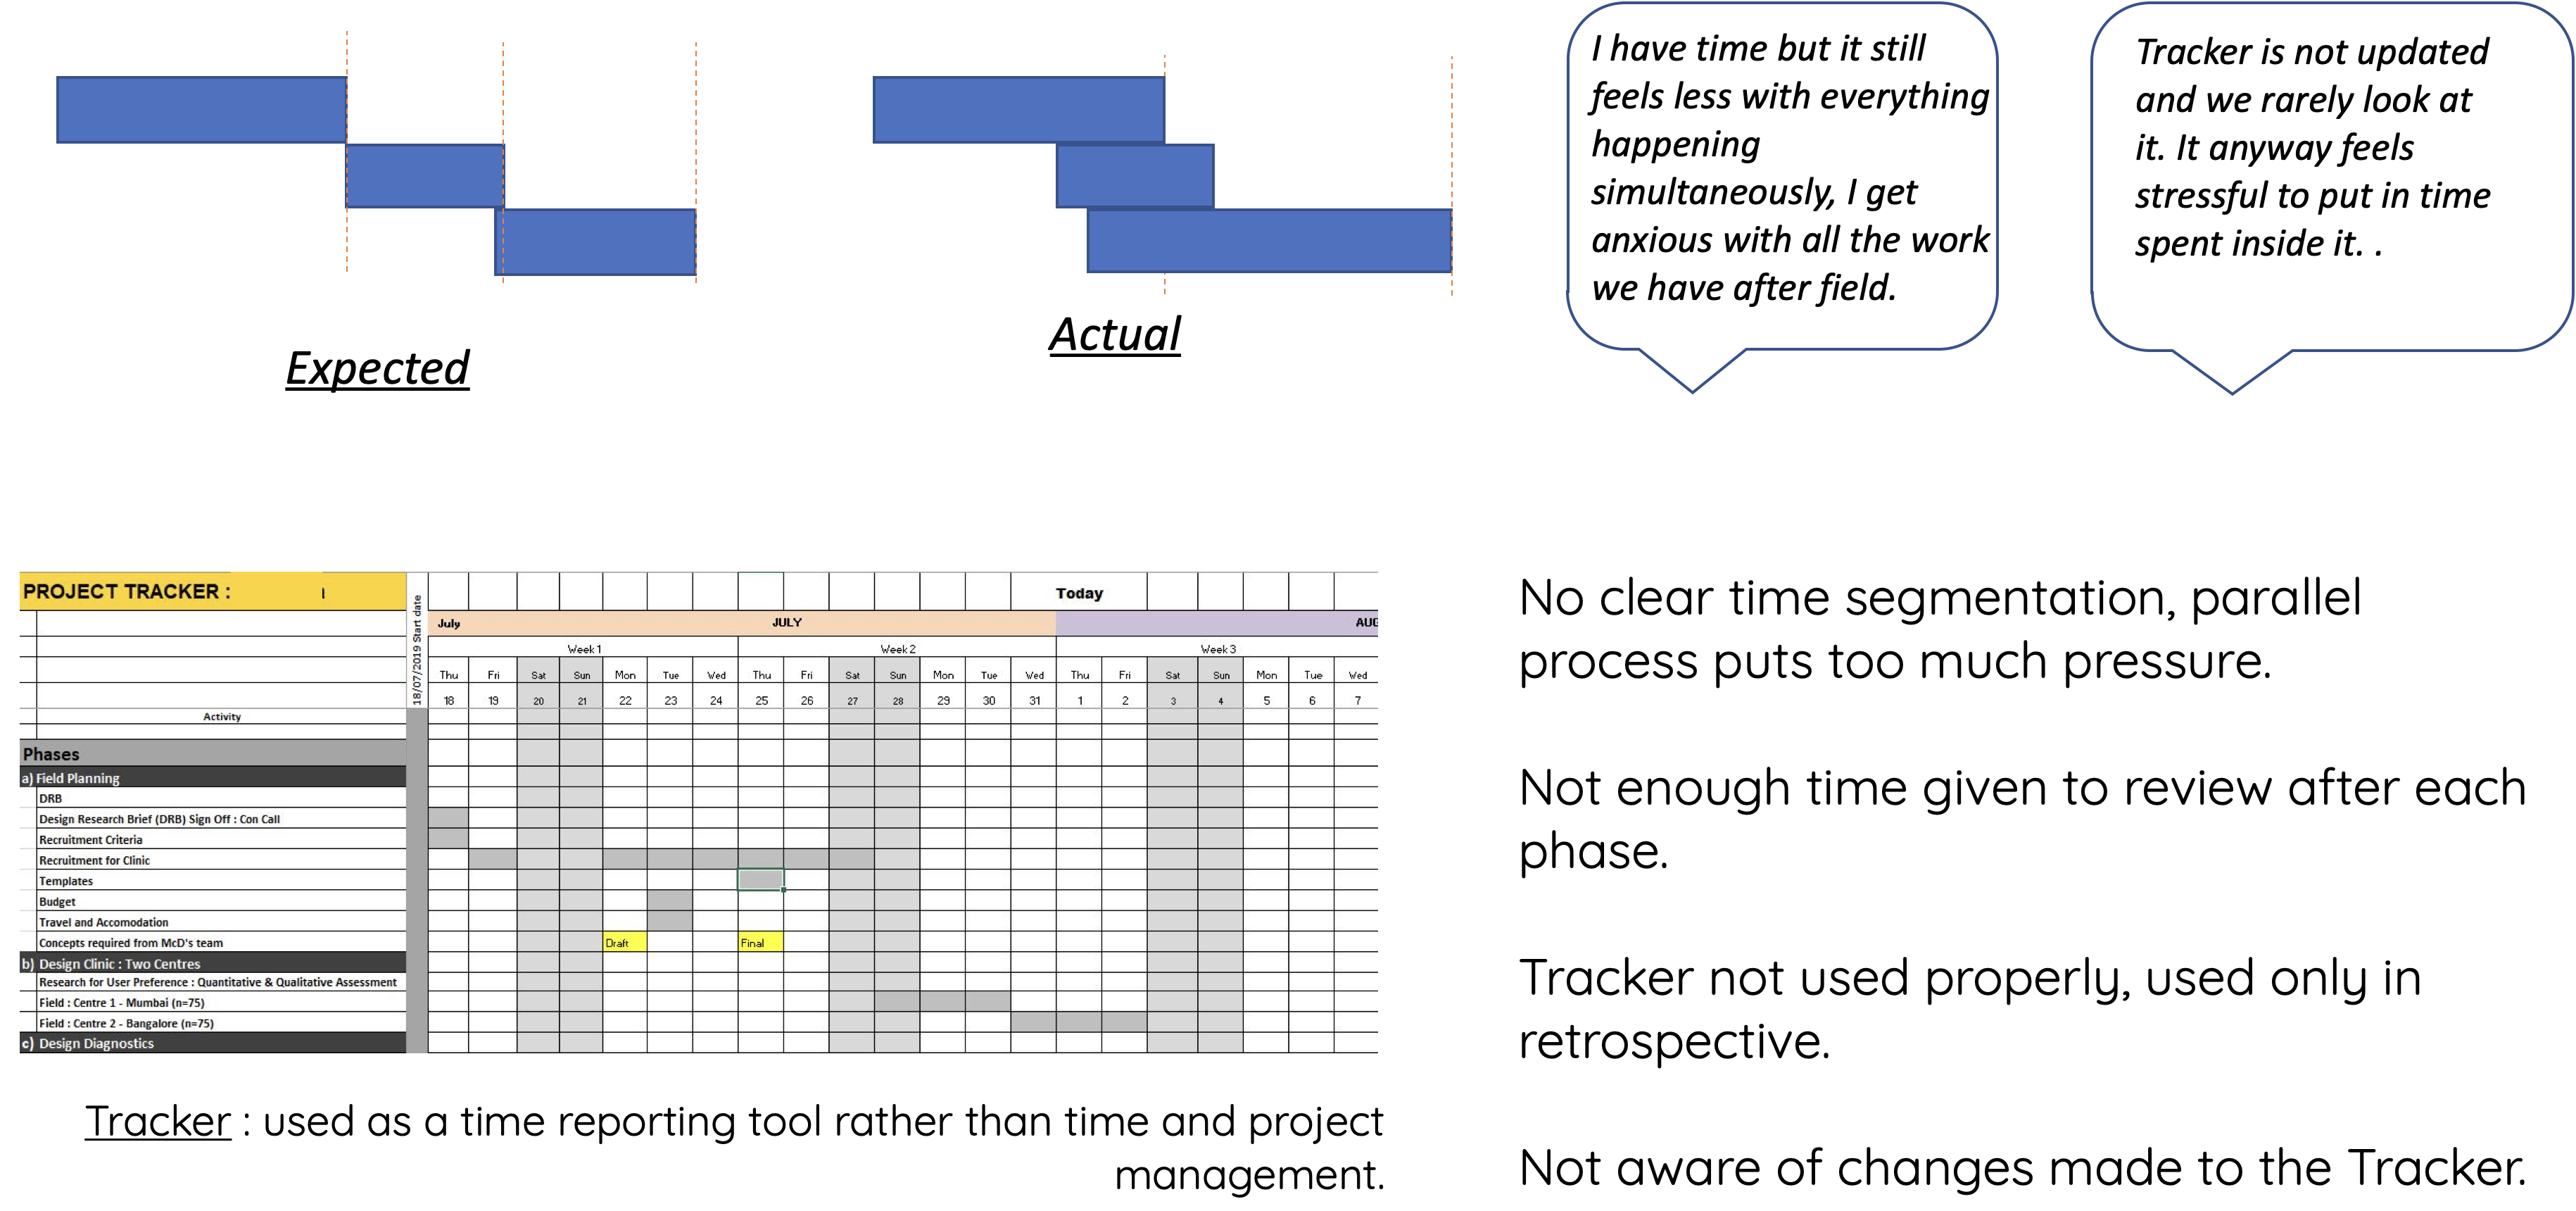 I have time but it still
feels less with everything
happening
simultaneously, I get
anxious with all the work
we have after field.
Tracker is not updated
and we rarely look at
it. It anyway feels
stressful to put in time
spent inside it. .
Expected
Actual
PROJECT TRACKER :
18/07/2019 Start date
Today
July JULY AUG
Week 1 Week 2 Week 3
Thu Fri Sat Sun Mon Tue Wed Thu Fri Sat Sun Mon Tue Wed Thu Fri Sat Sun Mon Tue Wed
18 19 20 21 22 23 24 25 26 27 28 29 30 31 1 2 3 4 5 6 7
Activity
Phases
a) Field Planning
DRB
Design Research Brief (DRB) Sign Off : Con Call
Recruitment Criteria
Recruitment for Clinic
Templates
Budget
Travel and Accomodation
Concepts required from McD's team Draft Final
b) Design Clinic : Two Centres
Research for User Preference : Quantitative & Qualitative Assessment
Field : Centre 1 - Mumbai (n=75)
Field : Centre 2 - Bangalore (n=75)
c) Design Diagnostics
Tracker : used as a time reporting tool rather than time and project
management.
No clear time segmentation, parallel
process puts too much pressure.
Not enough time given to review after each
phase.
Tracker not used properly, used only in
retrospective.
Not aware of changes made to the Tracker.